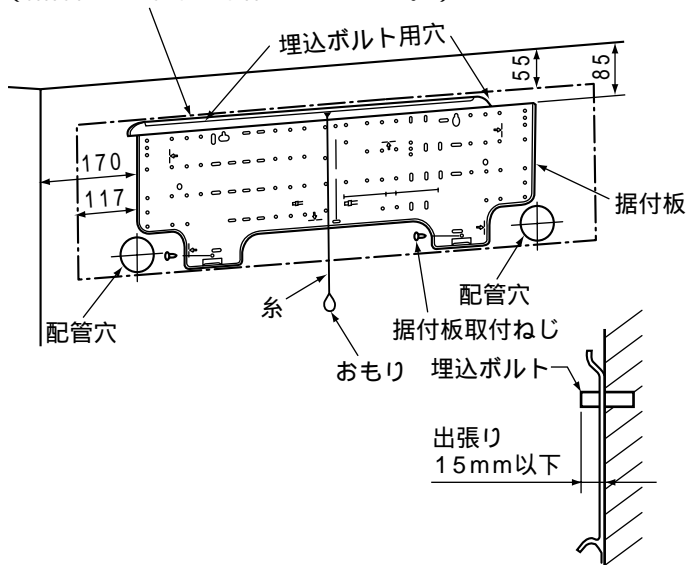 埋込ボルト用穴
55
85
170
117
据付板
配管穴
糸
おもり
据付板取付ねじ
配管穴
埋込ボルト
出張り
15mm以下